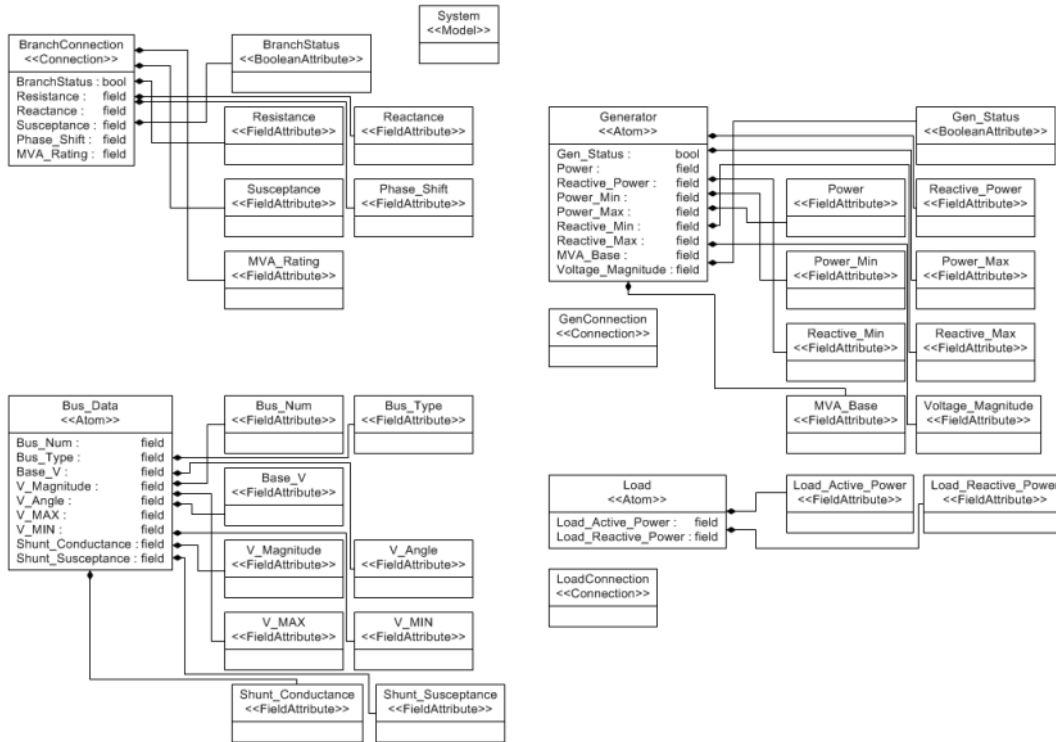 System
<<Model>>
BranchConnection
<<Connection>>
BranchStatus : bool
Resistance : field
Reactance : field
Susceptance : field
Phase_Shift : field
MVA_Rating : field
BranchStatus
<<BooleanAttribute>>
Resistance
<<FieldAttribute>>
Reactance
<<FieldAttribute>>
Susceptance
<<FieldAttribute>>
Phase_Shift
<<FieldAttribute>>
MVA_Rating
<<FieldAttribute>>
Generator
<<Atom>>
Gen_Status : bool
Power : field
Reactive_Power : field
Power_Min : field
Power_Max : field
Reactive_Min : field
Reactive_Max : field
MVA_Base : field
Voltage_Magnitude : field
Gen_Status
<<BooleanAttribute>>
Power
<<FieldAttribute>>
Reactive_Power
<<FieldAttribute>>
Power_Min
<<FieldAttribute>>
Power_Max
<<FieldAttribute>>
GenConnection
<<Connection>>
Reactive_Min
<<FieldAttribute>>
Reactive_Max
<<FieldAttribute>>
MVA_Base
<<FieldAttribute>>
Voltage_Magnitude
<<FieldAttribute>>
Bus_Data
<<Atom>>
Bus_Num : field
Bus_Type : field
Base_V : field
V_Magnitude : field
V_Angle : field
V_MAX : field
V_MIN : field
Shunt_Conductance : field
Shunt_Susceptance : field
Bus_Num
<<FieldAttribute>>
Bus_Type
<<FieldAttribute>>
Base_V
<<FieldAttribute>>
V_Magnitude
<<FieldAttribute>>
V_Angle
<<FieldAttribute>>
V_MAX
<<FieldAttribute>>
V_MIN
<<FieldAttribute>>
Shunt_Conductance
<<FieldAttribute>>
Shunt_Susceptance
<<FieldAttribute>>
Load
<<Atom>>
Load_Active_Power : field
Load_Reactive_Power : field
Load_Active_Power
<<FieldAttribute>>
Load_Reactive_Power
<<FieldAttribute>>
LoadConnection
<<Connection>>